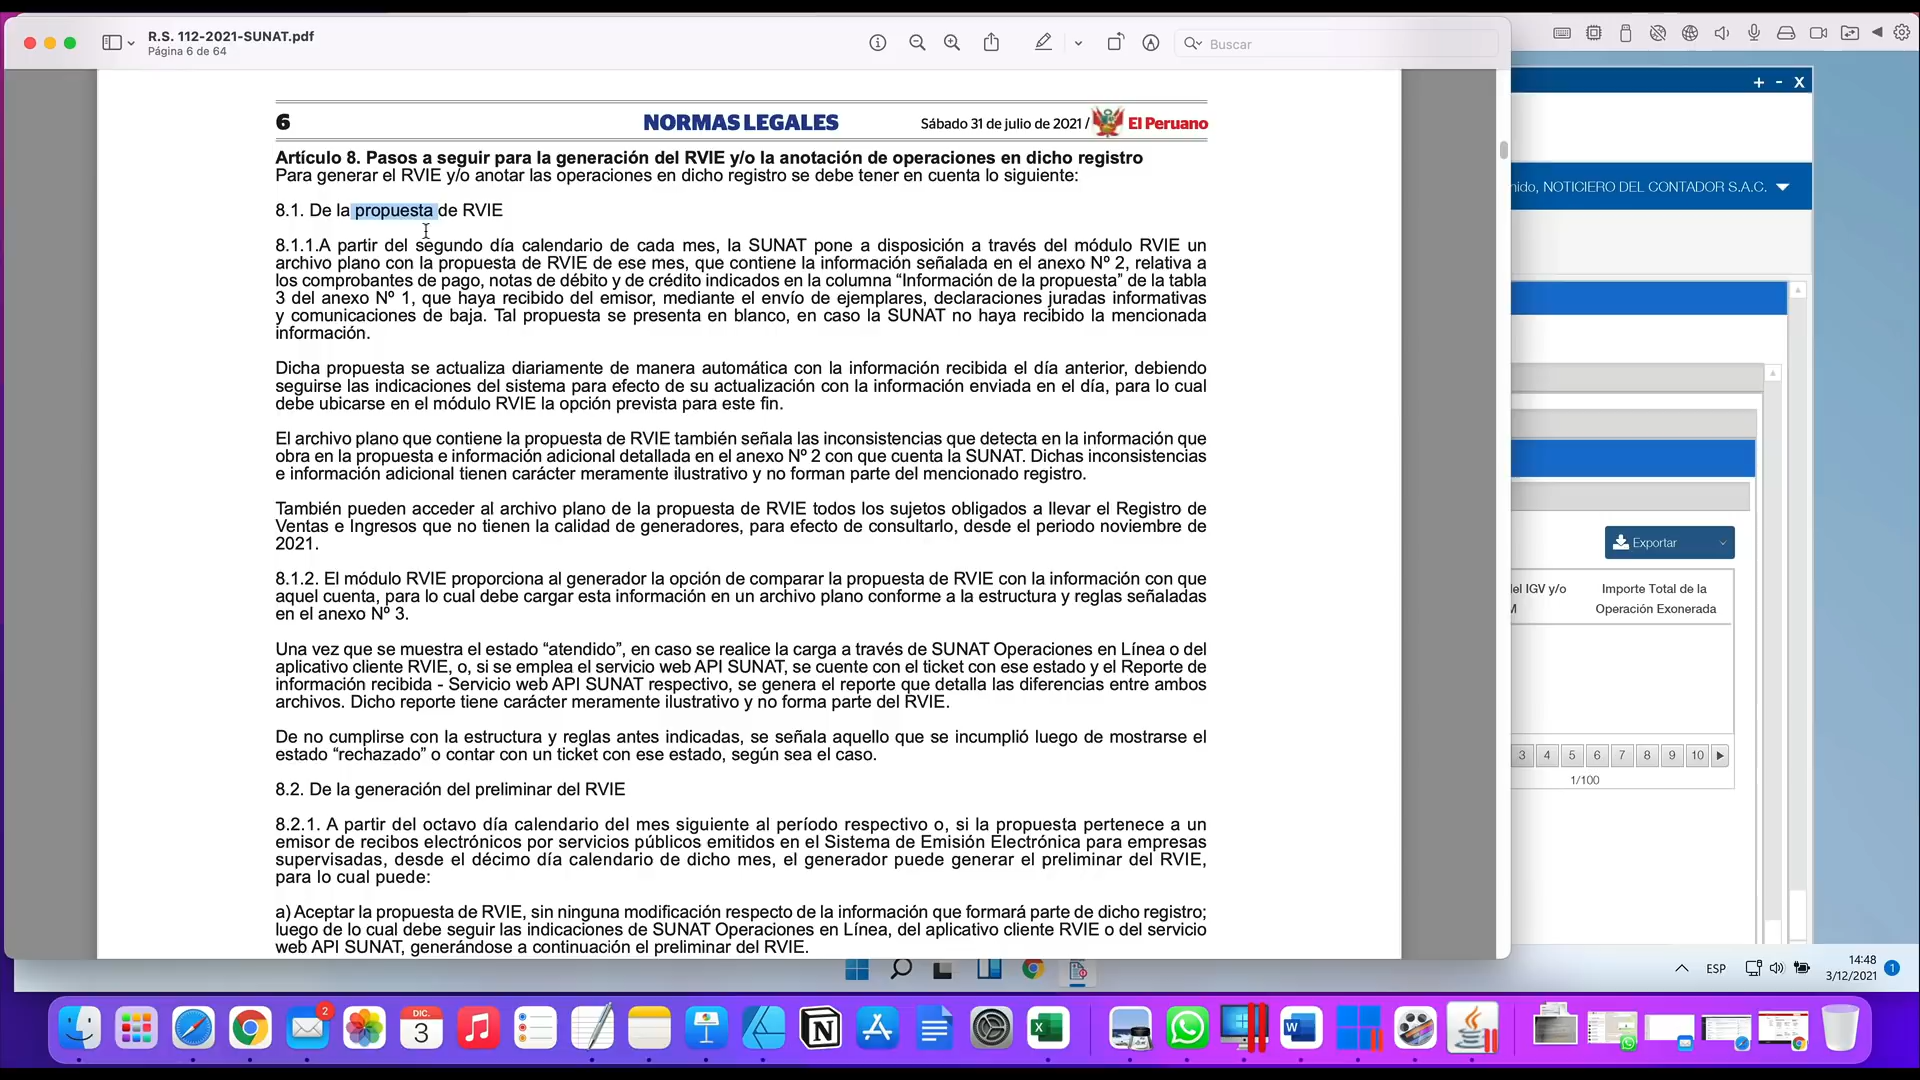 R.S. 112-2021-SUNAT.pdf
Página 6 de 64
Buscar
6
NORMAS LEGALES
Sábado 31 de julio de 2021 / El Peruano
Artículo 8. Pasos a seguir para la generación del RVIE y/o la anotación de operaciones en dicho registro
Para generar el RVIE y/o anotar las operaciones en dicho registro se debe tener en cuenta lo siguiente:
8.1. De la propuesta de RVIE
8.1.1.A partir del segundo día calendario de cada mes, la SUNAT pone a disposición a través del módulo RVIE un
archivo plano con la propuesta de RVIE de ese mes, que contiene la información señalada en el anexo Nº 2, relativa a
los comprobantes de pago, notas de débito y de crédito indicados en la columna “Información de la propuesta” de la tabla
3 del anexo Nº 1, que haya recibido del emisor, mediante el envío de ejemplares, declaraciones juradas informativas
y comunicaciones de baja. Tal propuesta se presenta en blanco, en caso la SUNAT no haya recibido la mencionada
información.
Dicha propuesta se actualiza diariamente de manera automática con la información recibida el día anterior, debiendo
seguirse las indicaciones del sistema para efecto de su actualización con la información enviada en el día, para lo cual
debe ubicarse en el módulo RVIE la opción prevista para este fin.
El archivo plano que contiene la propuesta de RVIE también señala las inconsistencias que detecta en la información que
obra en la propuesta e información adicional detallada en el anexo Nº 2 con que cuenta la SUNAT. Dichas inconsistencias
e información adicional tienen carácter meramente ilustrativo y no forman parte del mencionado registro.
También pueden acceder al archivo plano de la propuesta de RVIE todos los sujetos obligados a llevar el Registro de
Ventas e Ingresos que no tienen la calidad de generadores, para efecto de consultarlo, desde el periodo noviembre de
2021.
8.1.2. El módulo RVIE proporciona al generador la opción de comparar la propuesta de RVIE con la información con que
aquel cuenta, para lo cual debe cargar esta información en un archivo plano conforme a la estructura y reglas señaladas
en el anexo Nº 3.
Una vez que se muestra el estado “atendido”, en caso se realice la carga a través de SUNAT Operaciones en Línea o del
aplicativo cliente RVIE, o, si se emplea el servicio web API SUNAT, se cuente con el ticket con ese estado y el Reporte de
información recibida - Servicio web API SUNAT respectivo, se genera el reporte que detalla las diferencias entre ambos
archivos. Dicho reporte tiene carácter meramente ilustrativo y no forma parte del RVIE.
De no cumplirse con la estructura y reglas antes indicadas, se señala aquello que se incumplió luego de mostrarse el
estado “rechazado” o contar con un ticket con ese estado, según sea el caso.
8.2. De la generación del preliminar del RVIE
8.2.1. A partir del octavo día calendario del mes siguiente al período respectivo o, si la propuesta pertenece a un
emisor de recibos electrónicos por servicios públicos emitidos en el Sistema de Emisión Electrónica para empresas
supervisadas, desde el décimo día calendario de dicho mes, el generador puede generar el preliminar del RVIE,
para lo cual puede:
a) Aceptar la propuesta de RVIE, sin ninguna modificación respecto de la información que formará parte de dicho registro;
luego de lo cual debe seguir las indicaciones de SUNAT Operaciones en Línea, del aplicativo cliente RVIE o del servicio
web API SUNAT, generándose a continuación el preliminar del RVIE.
+ - X
nido, NOTICIERO DEL CONTADOR S.A.C.
Exportar
el IGV y/o
Importe Total de la
Operación Exonerada
3 4 5 6 7 8 9 10
1/100
ESP
14:48
3/12/2021
1
2
DIC.
3